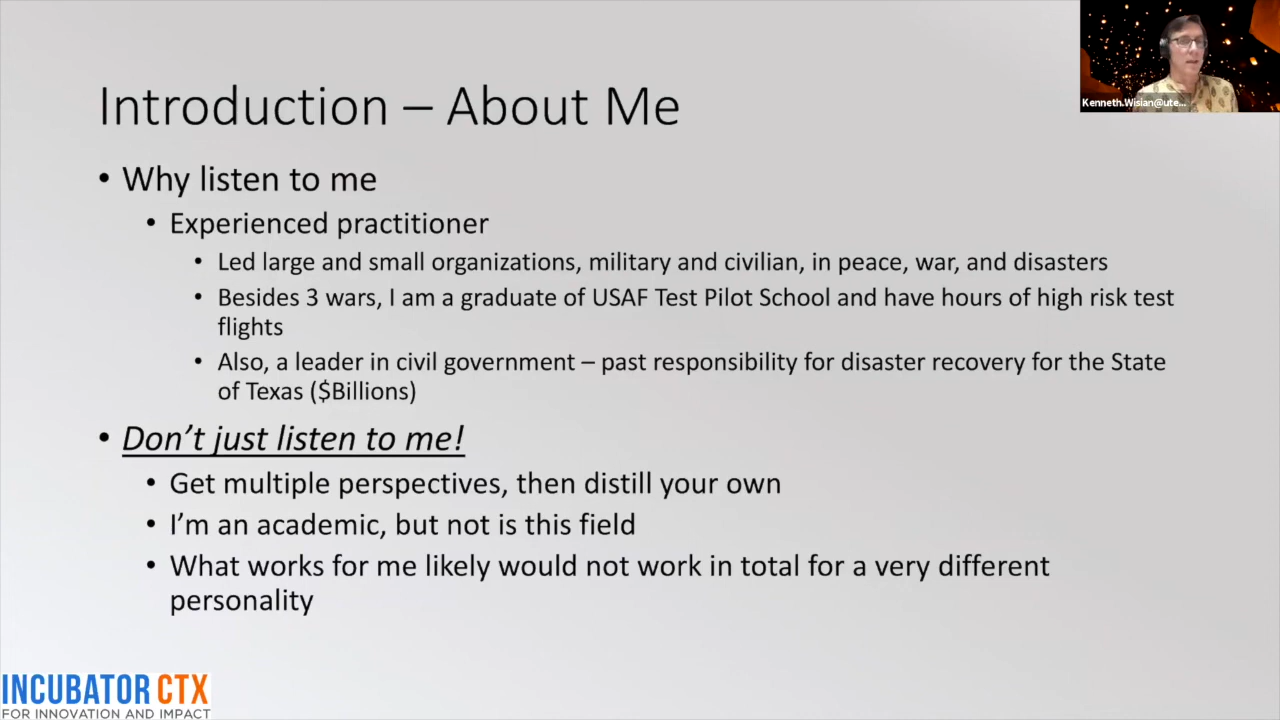 Kenneth.Wisian@ute...
Introduction – About Me
• Why listen to me
• Experienced practitioner
• Led large and small organizations, military and civilian, in peace, war, and disasters
• Besides 3 wars, I am a graduate of USAF Test Pilot School and have hours of high risk test
flights
• Also, a leader in civil government – past responsibility for disaster recovery for the State
of Texas ($Billions)
• Don’t just listen to me!
• Get multiple perspectives, then distill your own
• I’m an academic, but not is this field
• What works for me likely would not work in total for a very different
personality
INCUBATOR CTX
FOR INNOVATION AND IMPACT